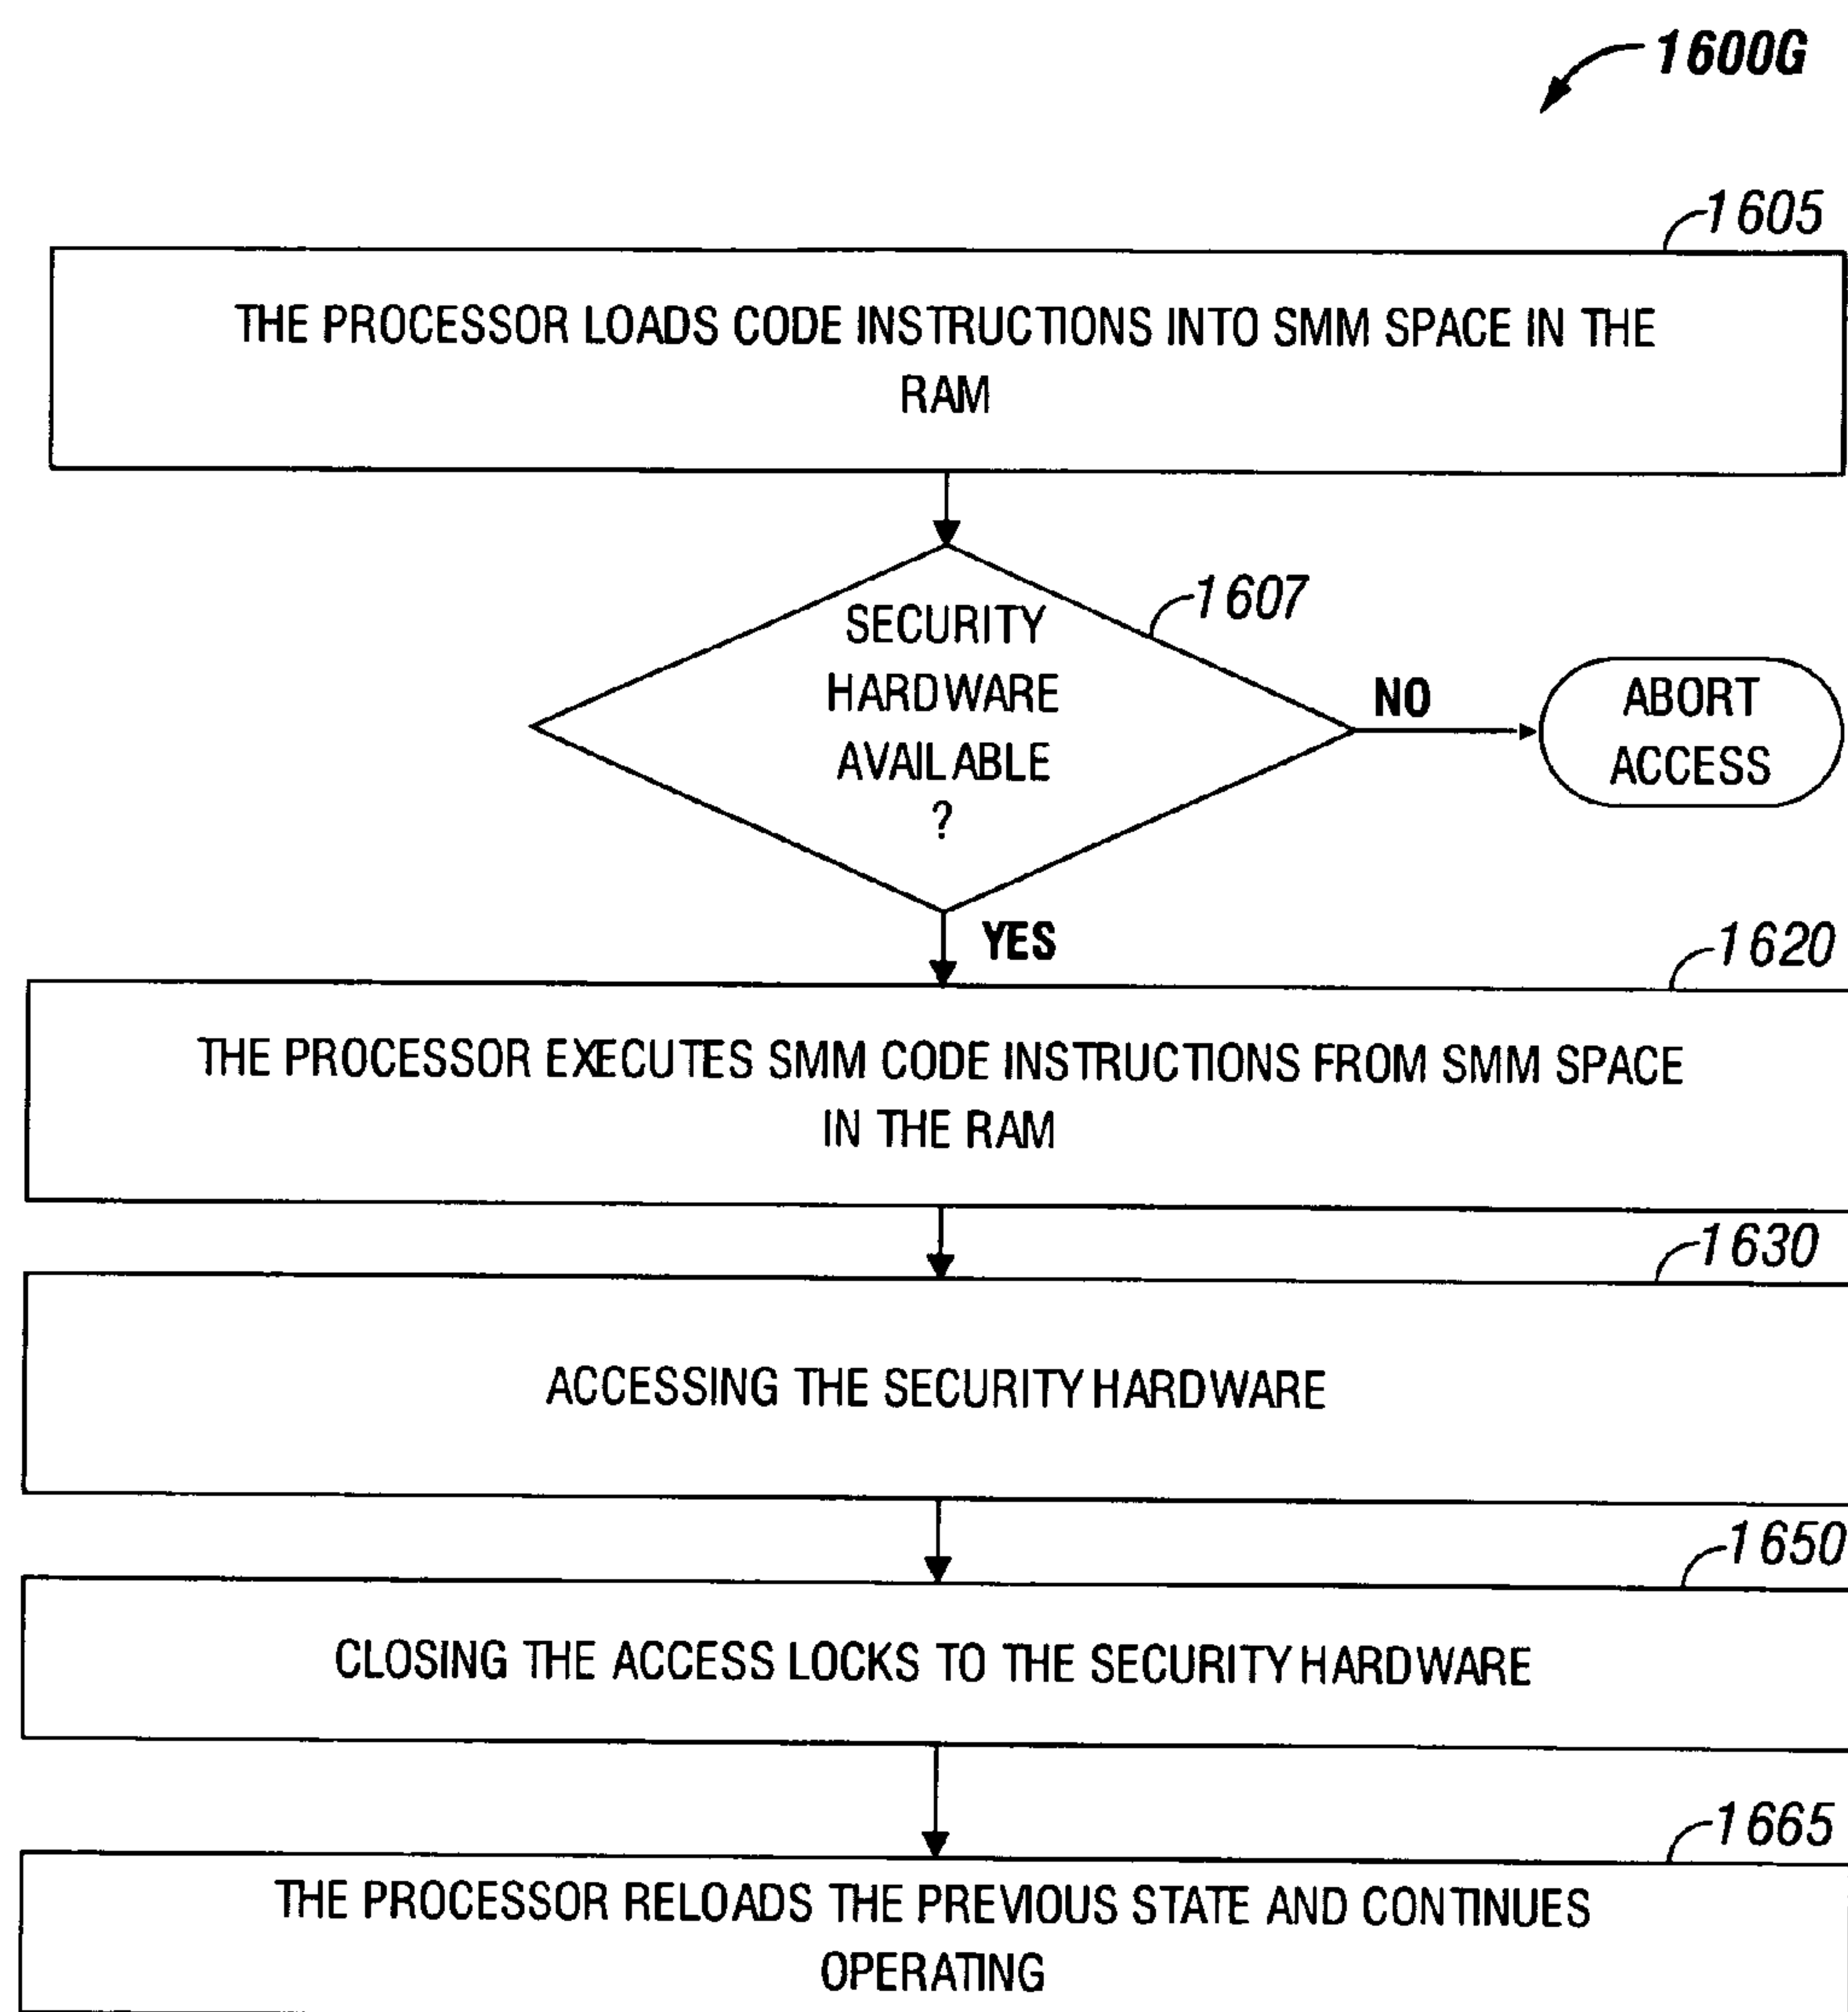 1600G
1605
THE PROCESSOR LOADS CODE INSTRUCTIONS INTO SMM SPACE IN THE
RAM
1607
SECURITY
HARDWARE
AVAILABLE
?
NO
ABORT
ACCESS
YES
1620
THE PROCESSOR EXECUTES SMM CODE INSTRUCTIONS FROM SMM SPACE
IN THE RAM
1630
ACCESSING THE SECURITY HARDWARE
1650
CLOSING THE ACCESS LOCKS TO THE SECURITY HARDWARE
1665
THE PROCESSOR RELOADS THE PREVIOUS STATE AND CONTINUES
OPERATING